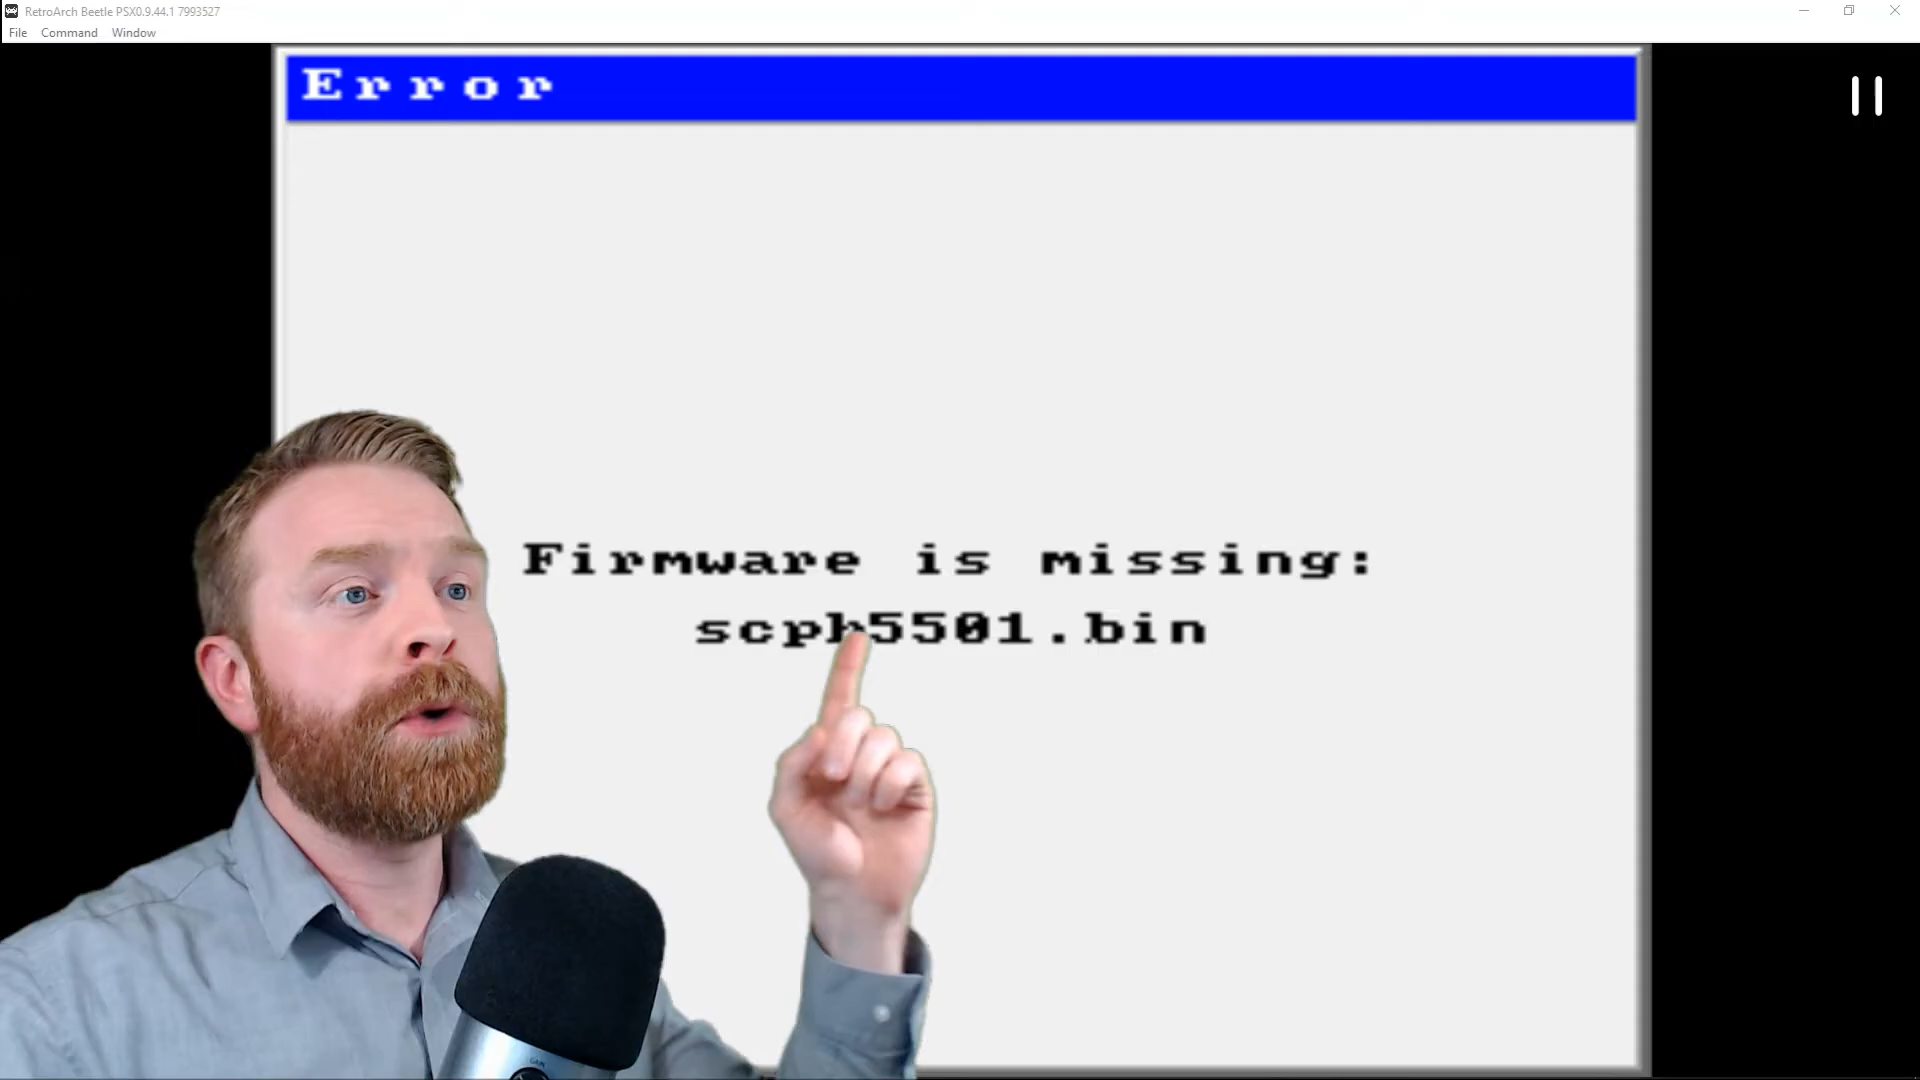 RetroArch Beetle PSX0.9.44.1 7993527
File Command Window
Error
Firmware is missing:
scph5501.bin